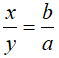 x/y = b/a